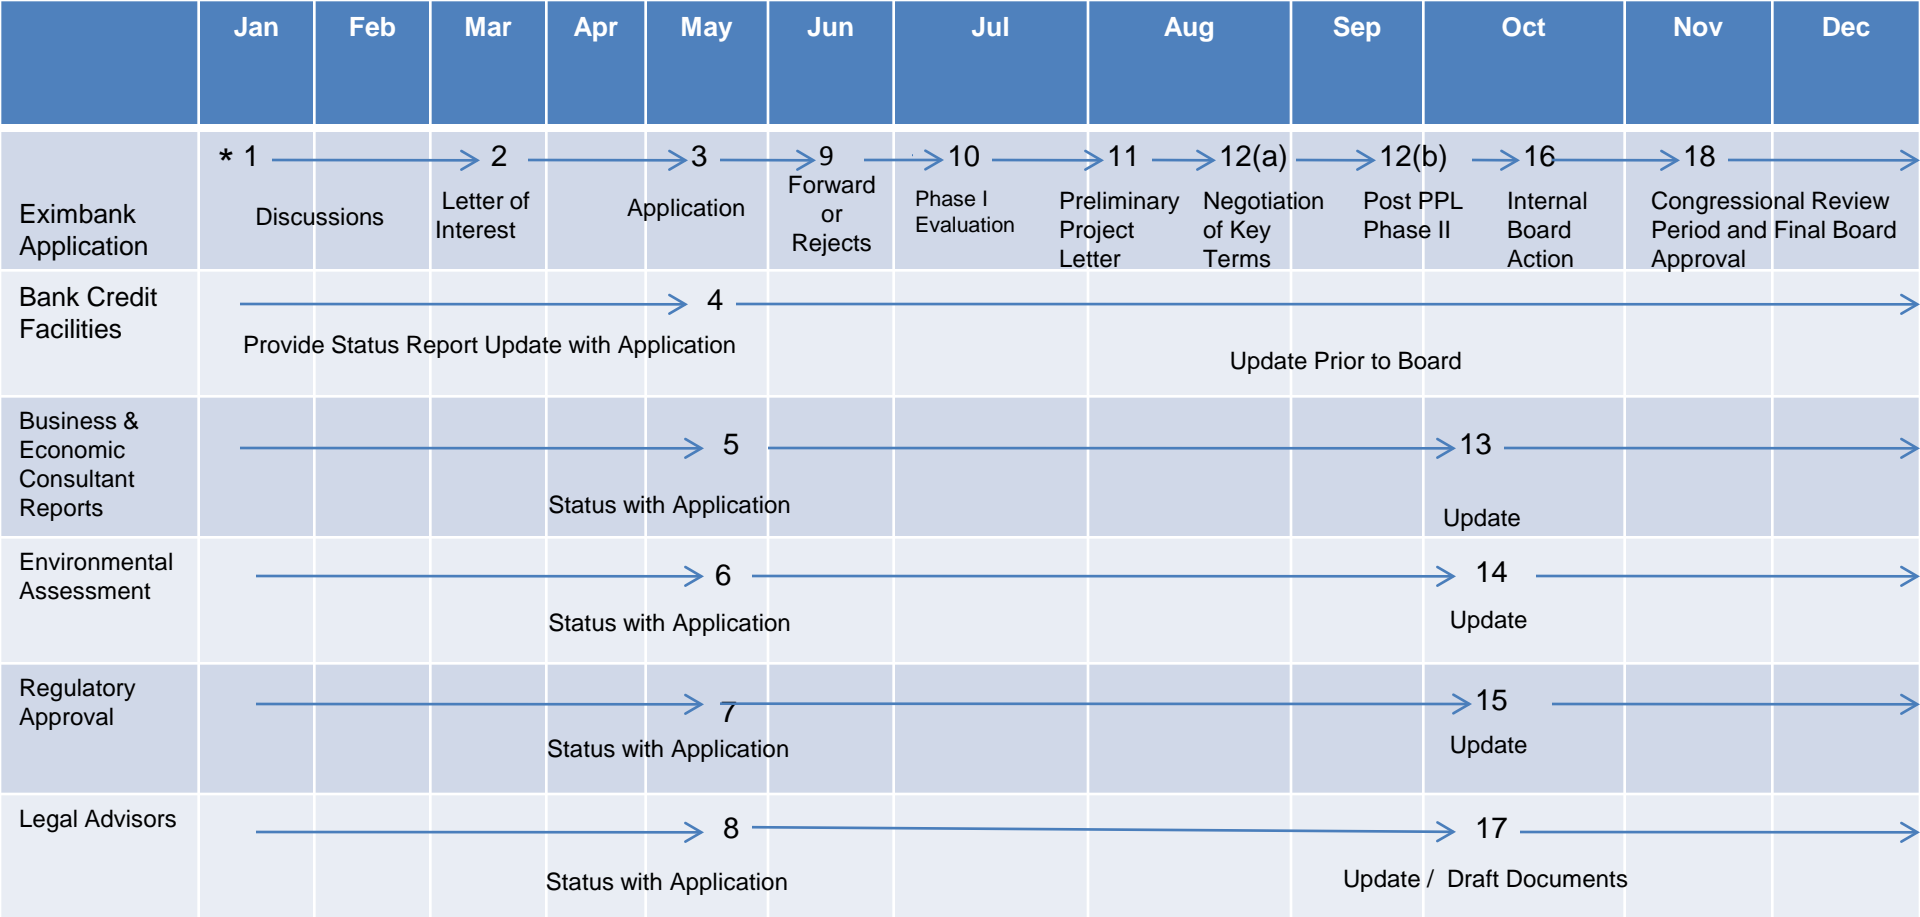 Jan Feb Mar Apr May Jun Jul Aug Sep Oct Nov Dec
Eximbank
Application
* 1
Discussions
2
Letter of
Interest
3
Application
9
Forward
or
Rejects
10
Phase I
Evaluation
11
Preliminary
Project
Letter
12(a)
Negotiation
of Key
Terms
12(b)
Post PPL
Phase II
16
Internal
Board
Action
18
Congressional Review
Period and Final Board
Approval
Bank Credit
Facilities
4
Provide Status Report Update with Application
Update Prior to Board
Business &
Economic
Consultant
Reports
5
Status with Application
13
Update
Environmental
Assessment
6
Status with Application
14
Update
Regulatory
Approval
7
Status with Application
15
Update
Legal Advisors
8
Status with Application
17
Update / Draft Documents